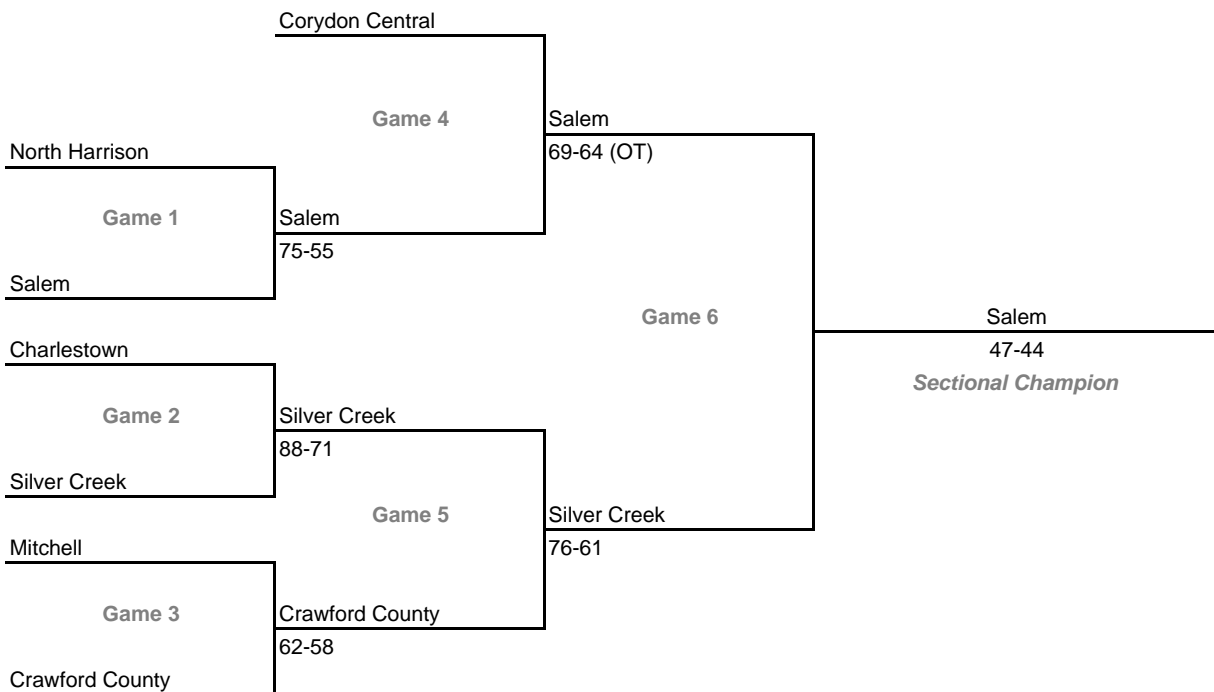 Corydon Central
Game 4
Salem
North Harrison
69-64 (OT)
Game 1
Salem
75-55
Salem
Game 6
Salem
Charlestown
47-44
Sectional Champion
Game 2
Silver Creek
88-71
Silver Creek
Game 5
Silver Creek
Mitchell
76-61
Game 3
Crawford County
62-58
Crawford County